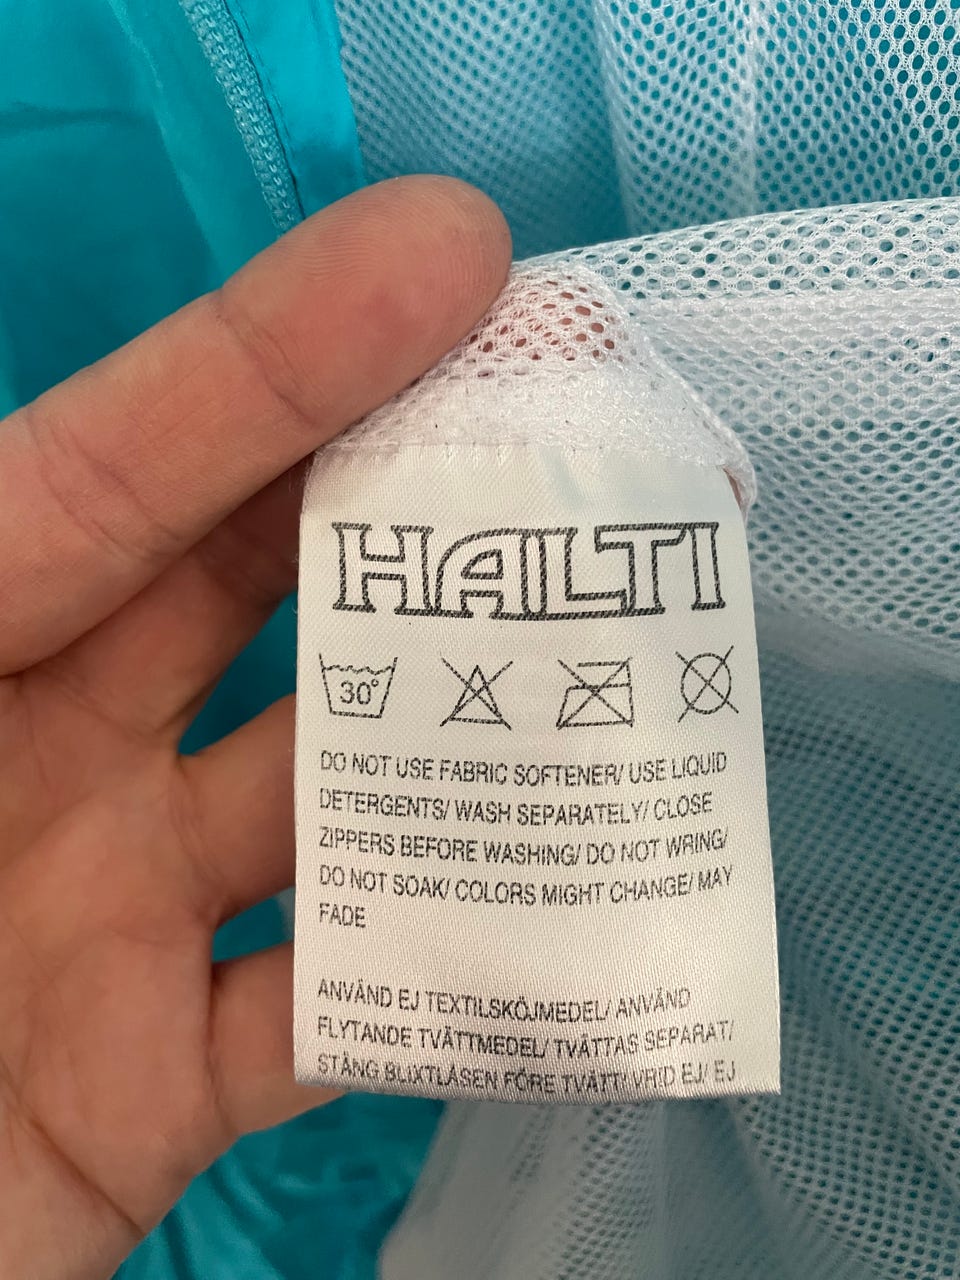 HALTI
30°
DO NOT USE FABRIC SOFTENER/ USE LIQUID
DETERGENTS/ WASH SEPARATELY/ CLOSE
ZIPPERS BEFORE WASHING/ DO NOT WRING/
DO NOT SOAK/ COLORS MIGHT CHANGE/ MAY
FADE
ANVÄND EJ TEXTILSKÖJMEDEL/ ANVÄND
FLYTANDE TVÄTTMEDEL/ TVÄTTAS SEPARAT/
STÄNG BLIXTLÅSEN FÖRE TVÄTT/ VRID EJ/ EJ